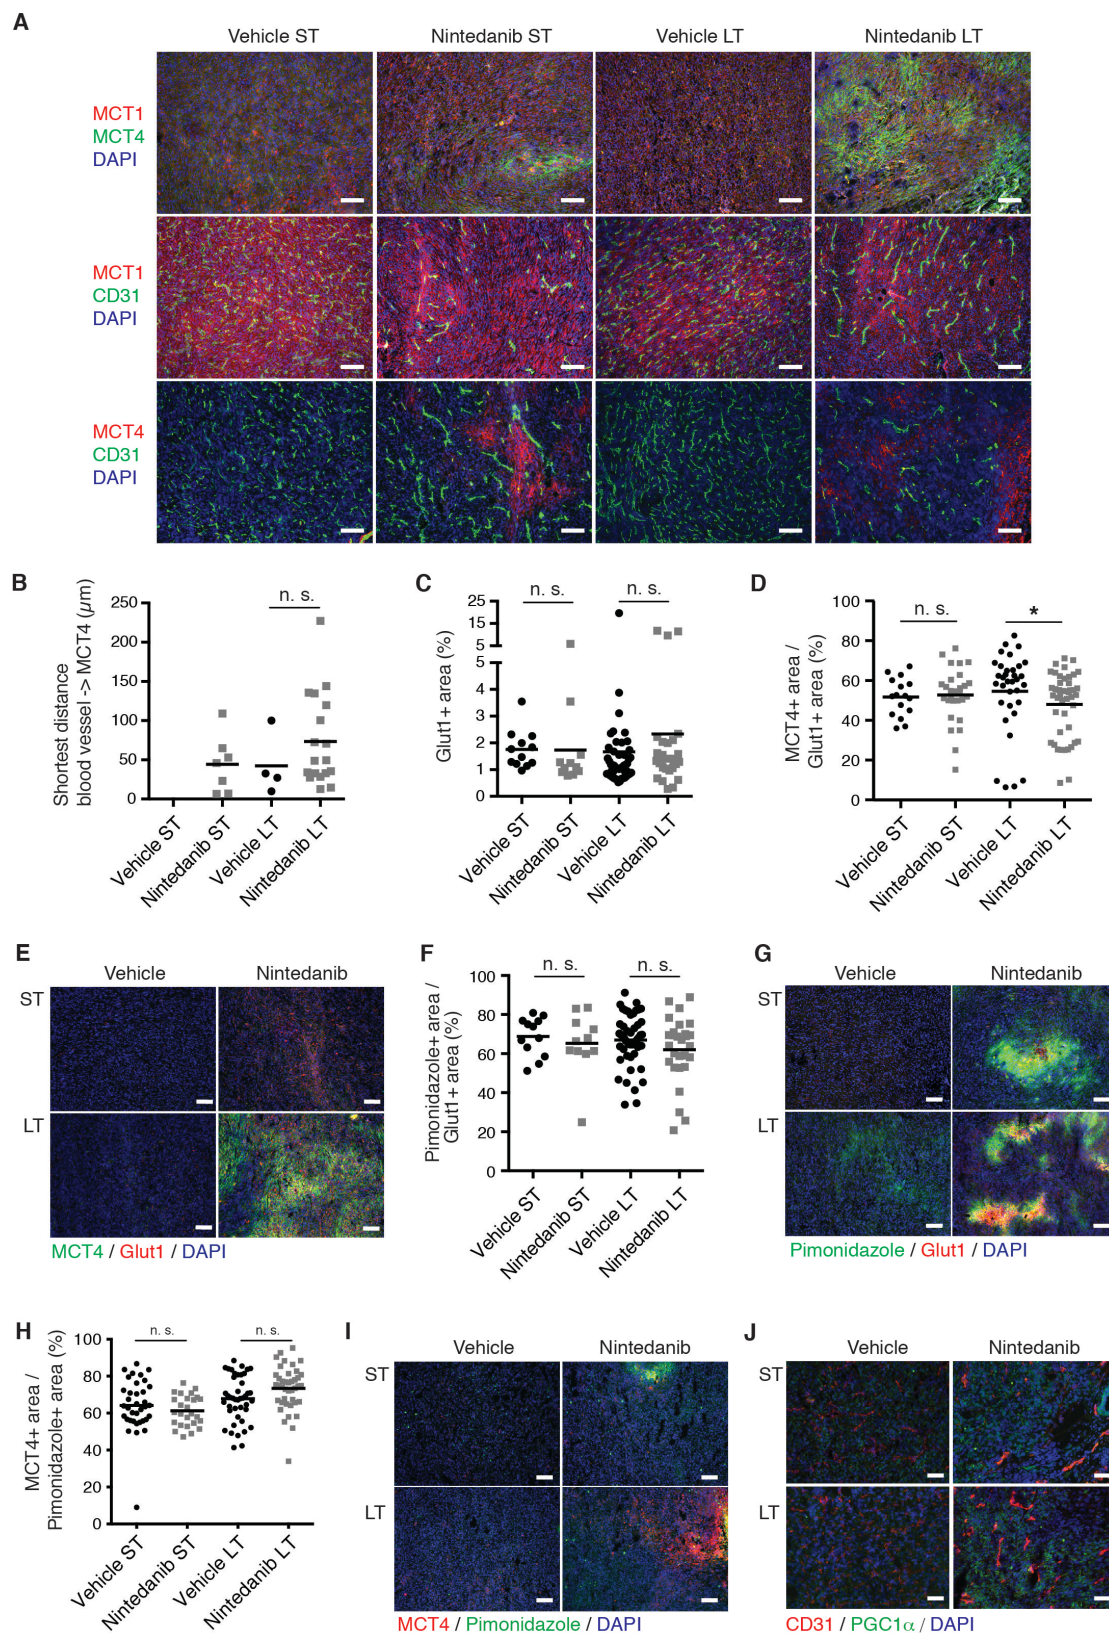 A
Vehicle ST Nintedanib ST Vehicle LT Nintedanib LT
MCT1
MCT4
DAPI
MCT1
CD31
DAPI
MCT4
CD31
DAPI
B
Shortest distance
blood vessel -> MCT4 (µm)
250
200
150
100
50
0
n. s.
Vehicle ST
Nintedanib ST
Vehicle LT
Nintedanib LT
C
Glut1+ area (%)
25
15
5
5
4
3
2
1
0
n. s. n. s.
Vehicle ST
Nintedanib ST
Vehicle LT
Nintedanib LT
D
MCT4+ area /
Glut1+ area (%)
100
80
60
40
20
0
n. s. *
Vehicle ST
Nintedanib ST
Vehicle LT
Nintedanib LT
E
Vehicle Nintedanib
ST
LT
MCT4 / Glut1 / DAPI
F
Pimonidazole+ area /
Glut1+ area (%)
100
80
60
40
20
0
n. s. n. s.
Vehicle ST
Nintedanib ST
Vehicle LT
Nintedanib LT
G
Vehicle Nintedanib
ST
LT
Pimonidazole / Glut1 / DAPI
H
MCT4+ area /
Pimonidazole+ area (%)
100
80
60
40
20
0
n. s. n. s.
Vehicle ST
Nintedanib ST
Vehicle LT
Nintedanib LT
I
Vehicle Nintedanib
ST
LT
MCT4 / Pimonidazole / DAPI
J
Vehicle Nintedanib
ST
LT
CD31 / PGC1α / DAPI